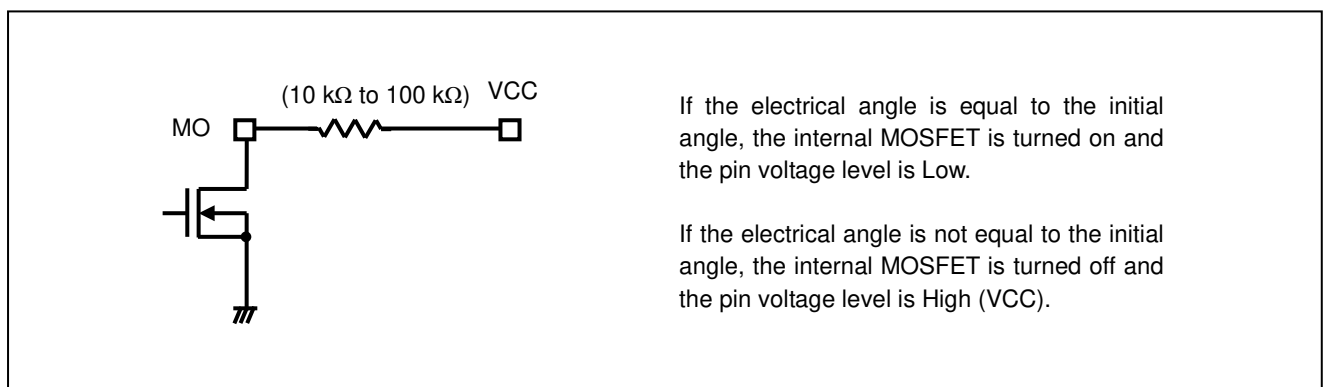 (10 kΩ to 100 kΩ) VCC
MO
If the electrical angle is equal to the initial
angle, the internal MOSFET is turned on and
the pin voltage level is Low.
If the electrical angle is not equal to the initial
angle, the internal MOSFET is turned off and
the pin voltage level is High (VCC).